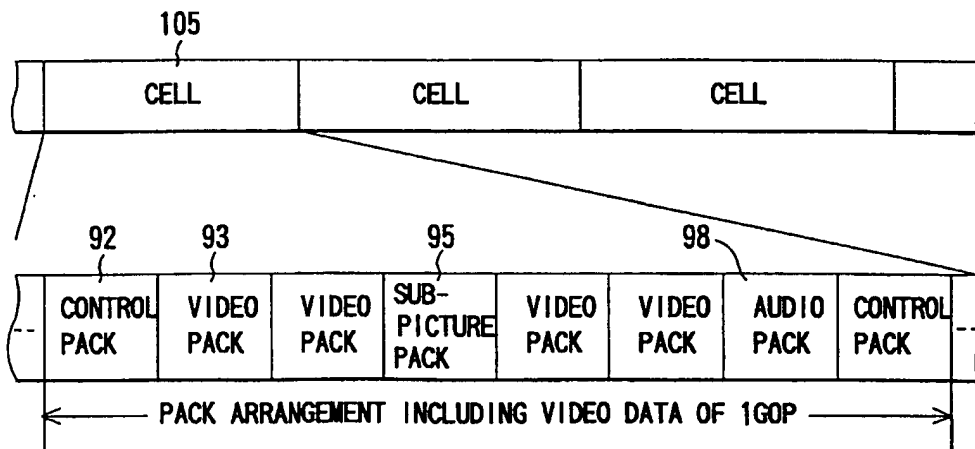 105
CELL CELL CELL
92 93 95 98
CONTROL PACK VIDEO PACK VIDEO PACK SUB-PICTURE PACK VIDEO PACK VIDEO PACK AUDIO PACK CONTROL PACK
PACK ARRANGEMENT INCLUDING VIDEO DATA OF 1GOP